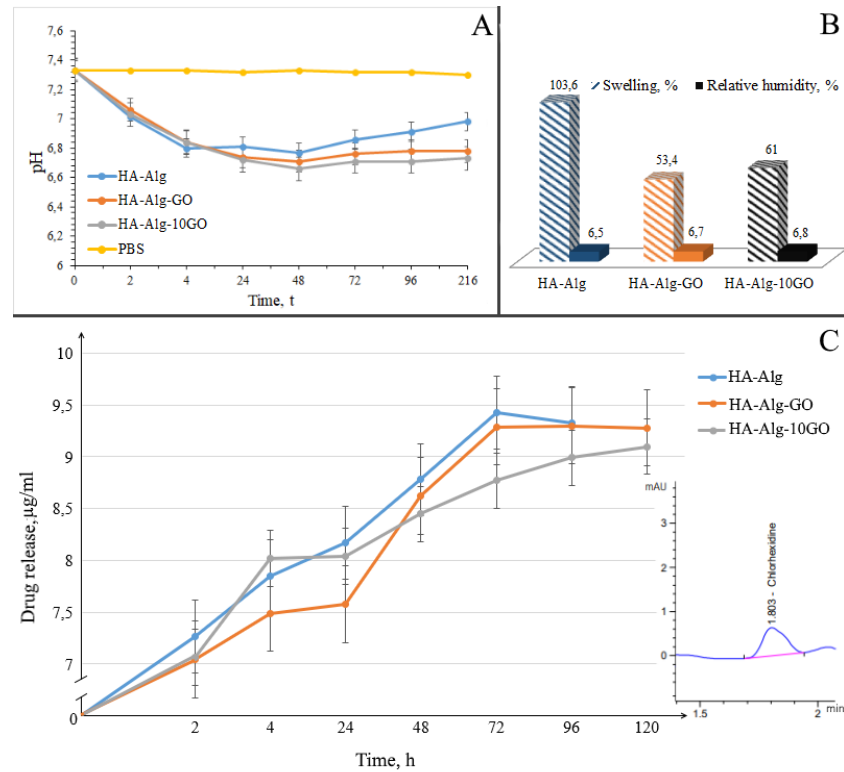 A
7,6
7,4
7,2
7
6,8
6,6
6,4
6,2
6
pH
HA-Alg
HA-Alg-GO
HA-Alg-10GO
PBS
0 2 4 24 48 72 96 216
Time, t
B
Swelling, % Relative humidity, %
103,6
6,5
53,4
6,7
61
6,8
HA-Alg HA-Alg-GO HA-Alg-10GO
C
10
9,5
9
8,5
8
7,5
7
0
Drug release,µg/ml
2 4 24 48 72 96 120
Time, h
HA-Alg
HA-Alg-GO
HA-Alg-10GO
mAU
3
2
1
0
1.803 - Chlorhexidine
1.5 2 min